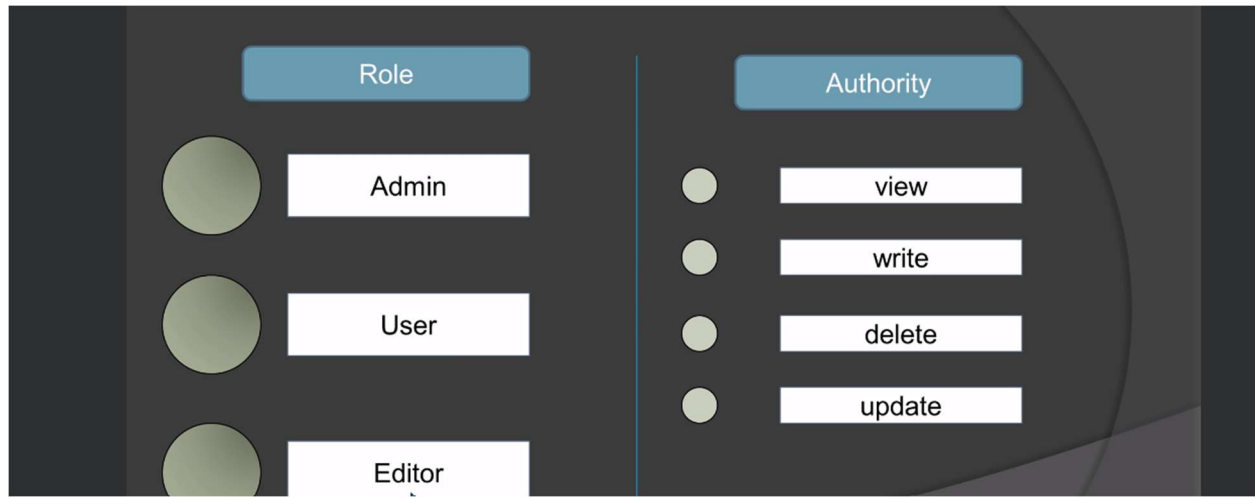 Role
Admin
User
Editor
Authority
view
write
delete
update